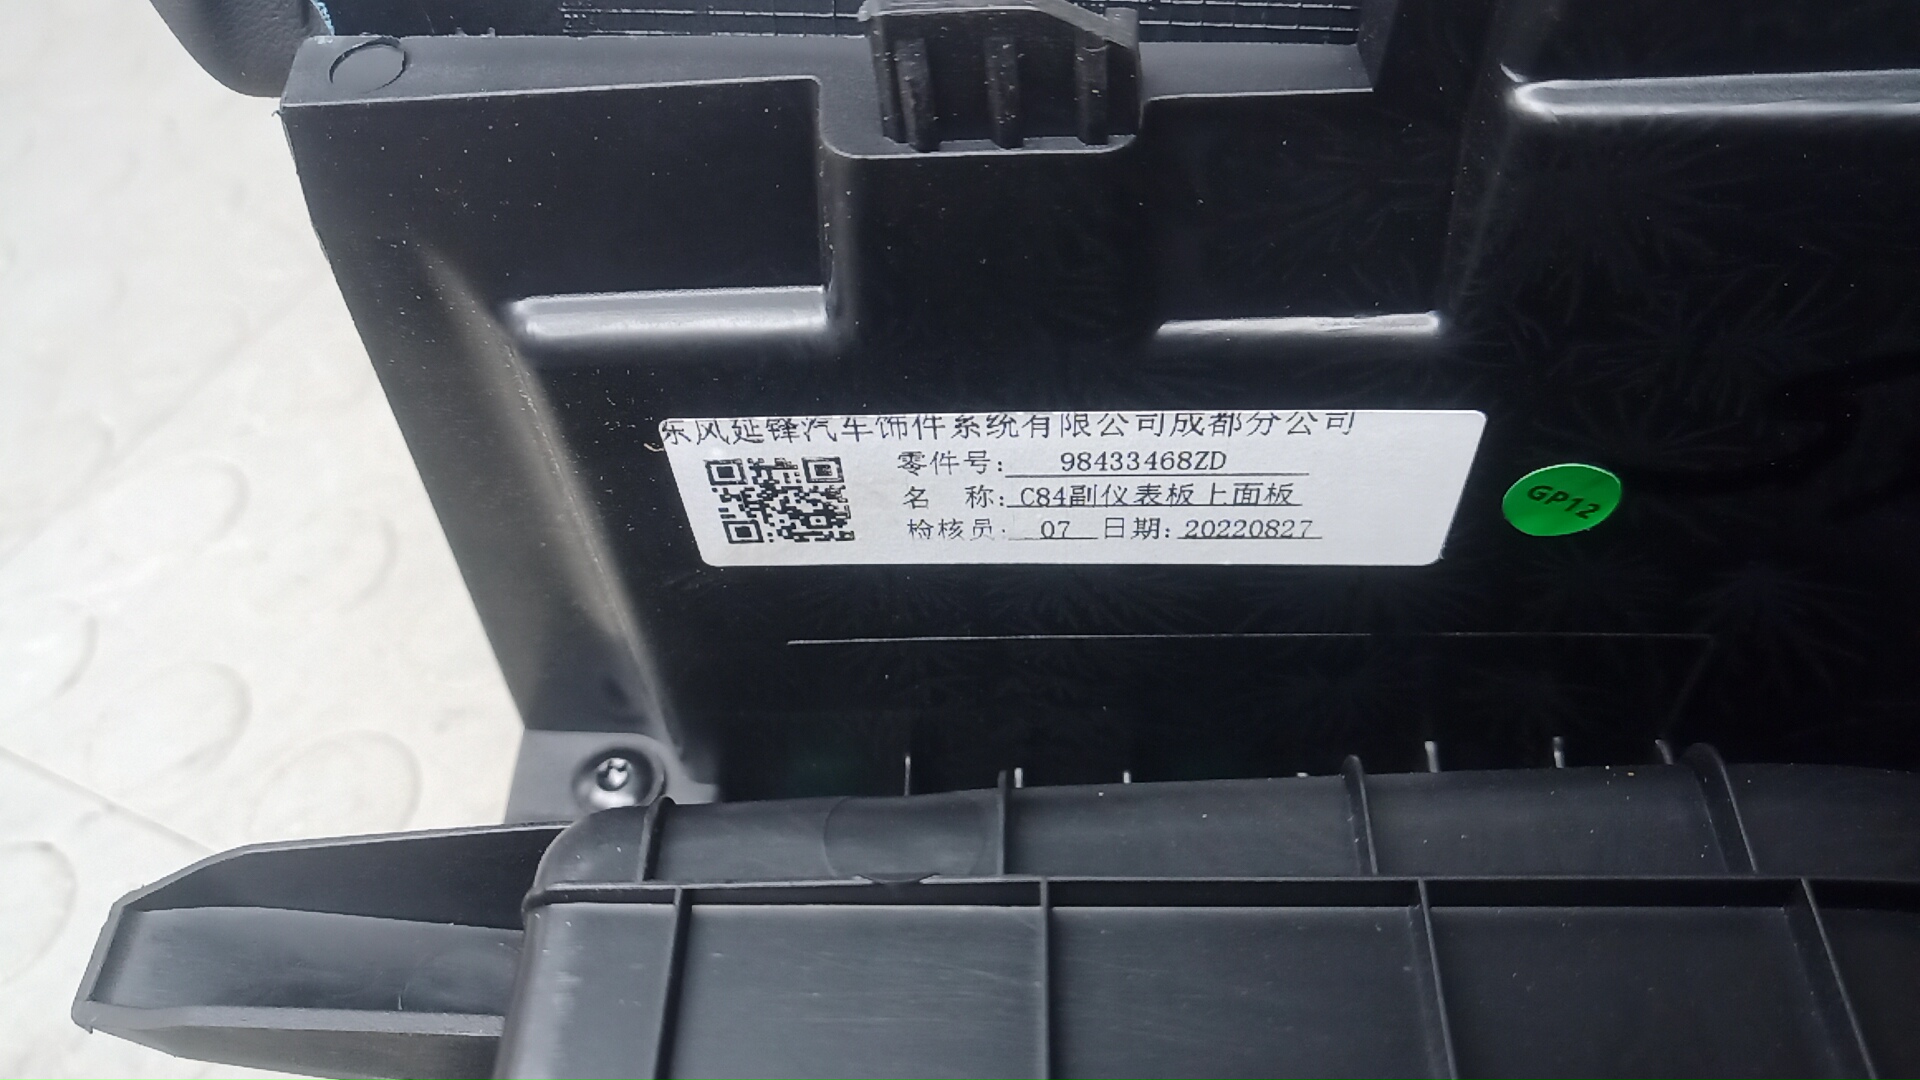 东风延锋汽车饰件系统有限公司成都分公司
零件号: 98433468ZD
名 称: C84副仪表板上面板
检核员: 07 日期: 20220827
GP12